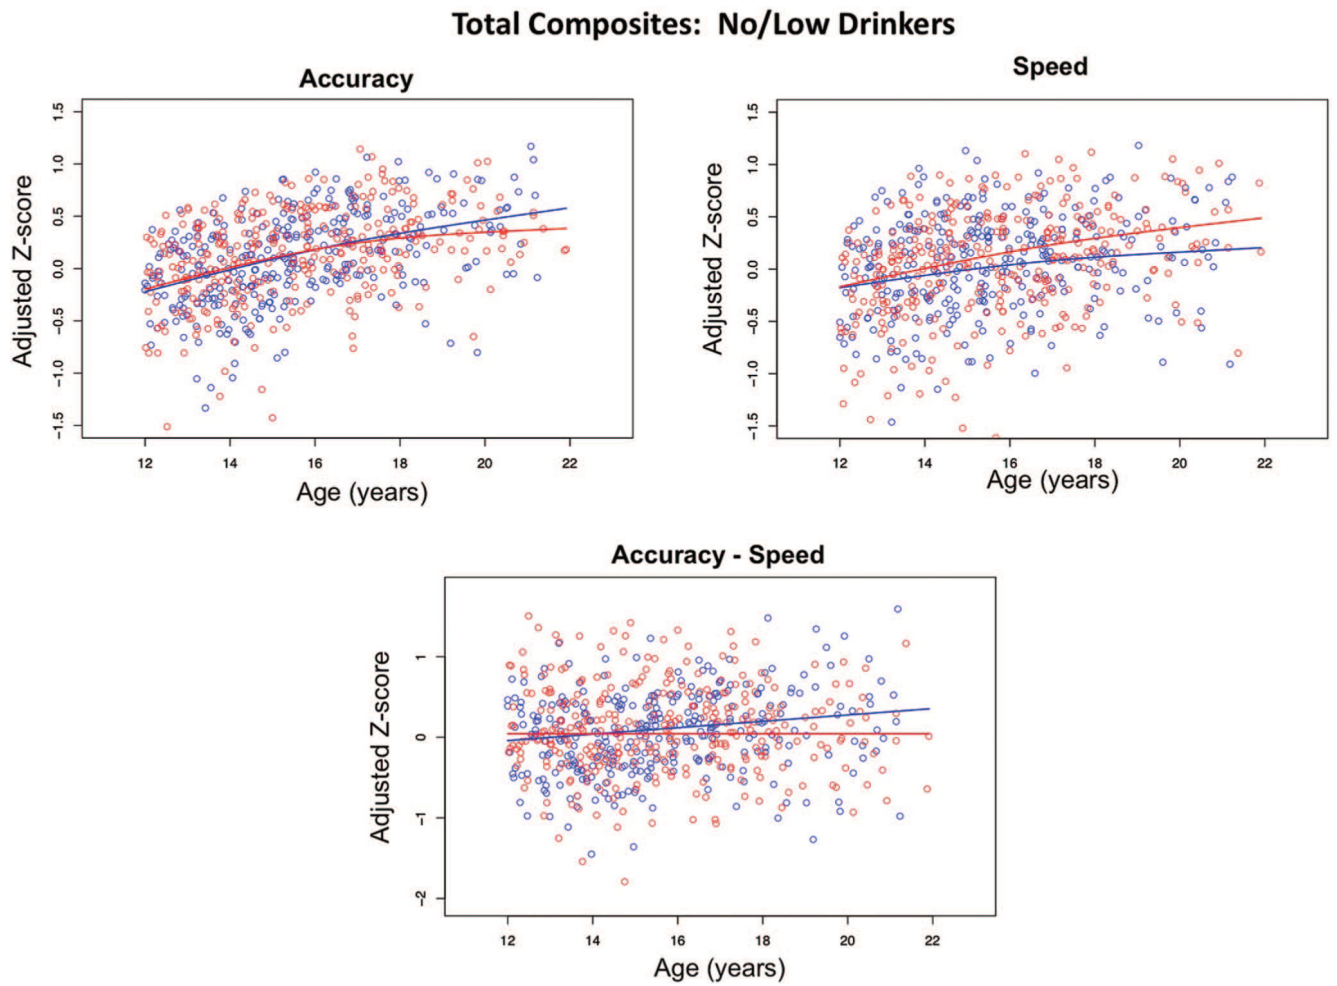 Total Composites:  No/Low Drinkers
Accuracy
Adjusted Z-score
1.5
1.0
0.5
0.0
−0.5
−1.0
−1.5
12 14 16 18 20 22
Age (years)
Speed
Adjusted Z-score
1.5
1.0
0.5
0.0
−0.5
−1.0
−1.5
12 14 16 18 20 22
Age (years)
Accuracy - Speed
Adjusted Z-score
1
0
−1
−2
12 14 16 18 20 22
Age (years)